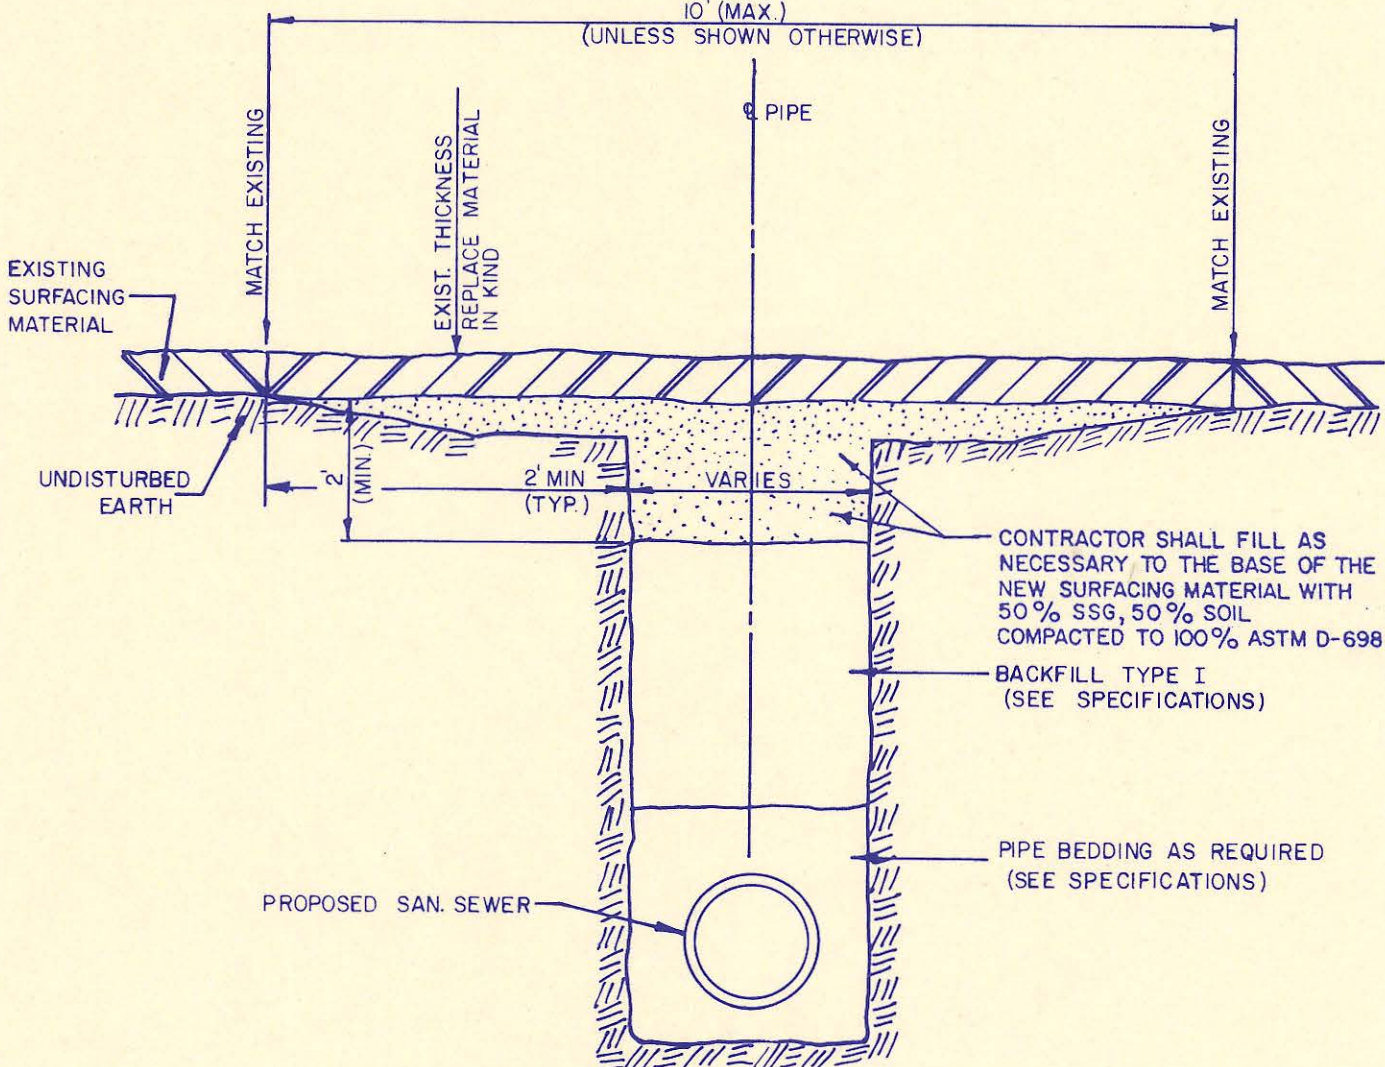 10' (MAX.)
(UNLESS SHOWN OTHERWISE)
℄ PIPE
MATCH EXISTING
EXIST. THICKNESS
REPLACE MATERIAL
IN KIND
MATCH EXISTING
EXISTING
SURFACING
MATERIAL
UNDISTURBED
EARTH
2'
(MIN.)
2' MIN
(TYP.)
VARIES
CONTRACTOR SHALL FILL AS
NECESSARY TO THE BASE OF THE
NEW SURFACING MATERIAL WITH
50% SSG, 50% SOIL
COMPACTED TO 100% ASTM D-698
BACKFILL TYPE I
(SEE SPECIFICATIONS)
PIPE BEDDING AS REQUIRED
(SEE SPECIFICATIONS)
PROPOSED SAN. SEWER